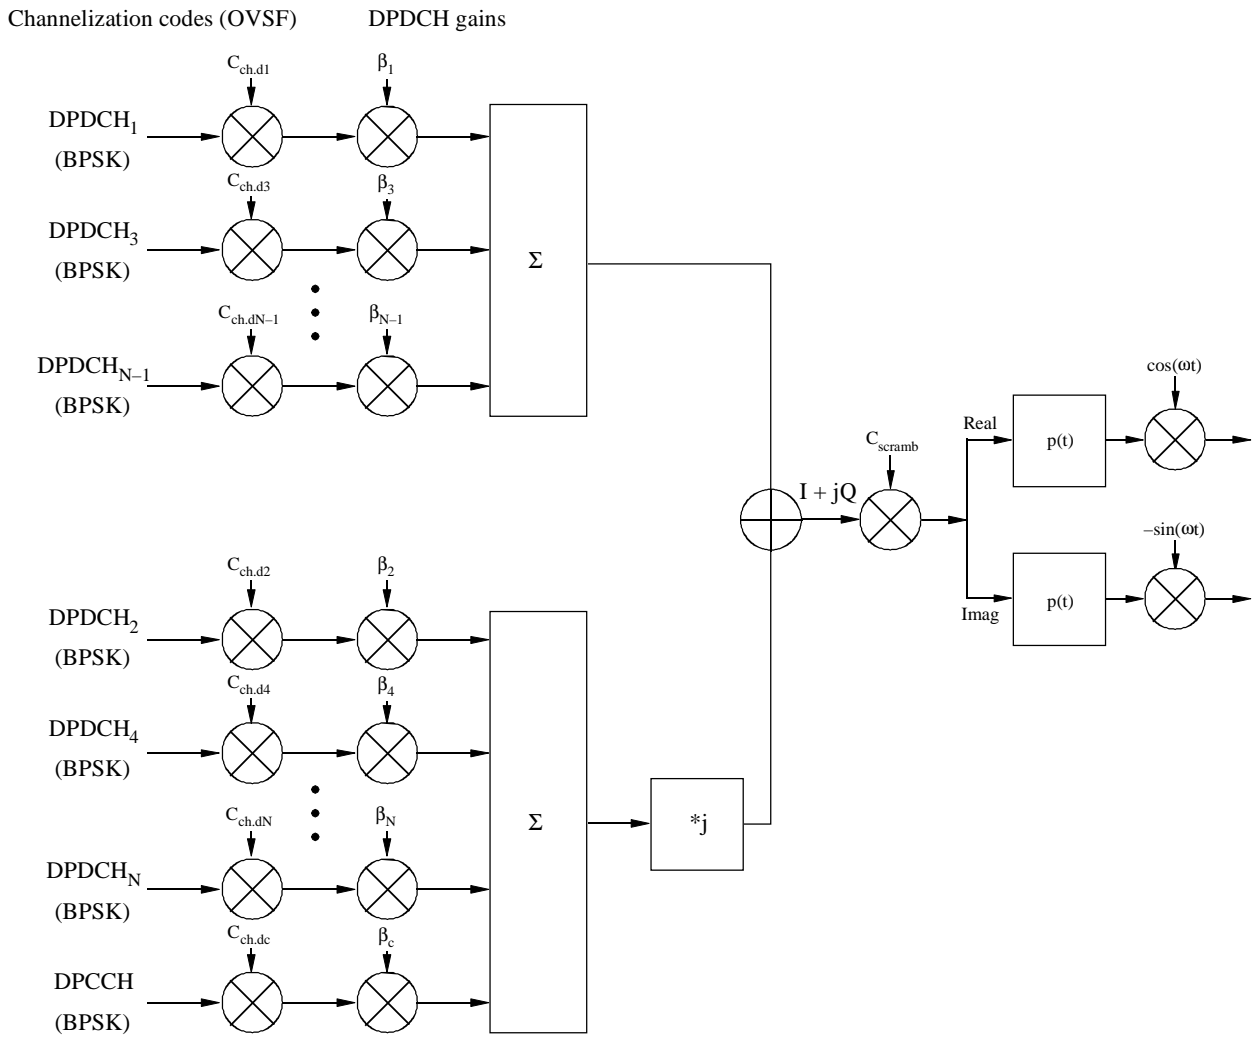 Channelization codes (OVSF) DPDCH gains
C_ch.d1 β_1
DPDCH_1
(BPSK)
C_ch.d3 β_3
DPDCH_3
(BPSK)
Σ
C_ch.dN–1 β_N–1
DPDCH_N–1
(BPSK)
cos(ωt)
Real
p(t)
C_scramb
I + jQ
–sin(ωt)
p(t)
Imag
C_ch.d2 β_2
DPDCH_2
(BPSK)
C_ch.d4 β_4
DPDCH_4
(BPSK)
Σ
*j
C_ch.dN β_N
DPDCH_N
(BPSK)
C_ch.dc β_c
DPCCH
(BPSK)